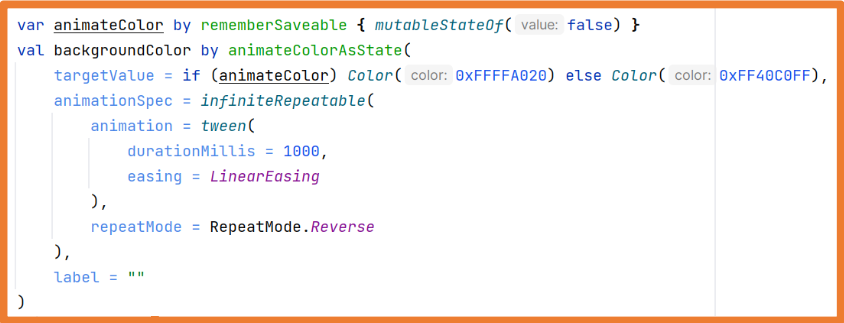 var animateColor by rememberSaveable { mutableStateOf( value: false) }
val backgroundColor by animateColorAsState(
targetValue = if (animateColor) Color( color: 0xFFFFA020) else Color( color: 0xFF40C0FF),
animationSpec = infiniteRepeatable(
animation = tween(
durationMillis = 1000,
easing = LinearEasing
),
repeatMode = RepeatMode.Reverse
),
label = ""
)